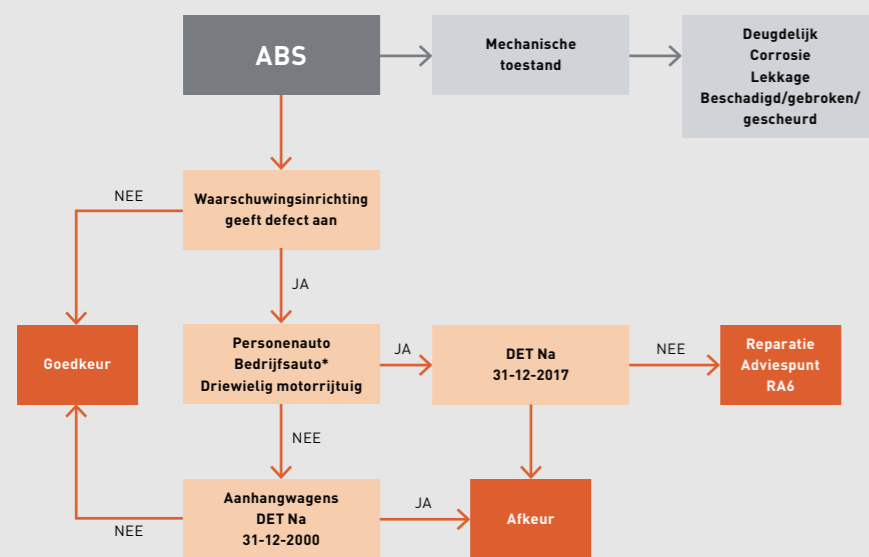 ABS
Mechanische
toestand
Deugdelijk
Corrosie
Lekkage
Beschadigd/gebroken/
gescheurd
NEE
Waarschuwingsinrichting
geeft defect aan
JA
Goedkeur
Personenauto
Bedrijfsauto*
Driewielig motorrijtuig
JA
DET Na
31-12-2017
NEE
Reparatie
Adviespunt
RA6
NEE
NEE
Aanhangwagens
DET Na
31-12-2000
JA
Afkeur